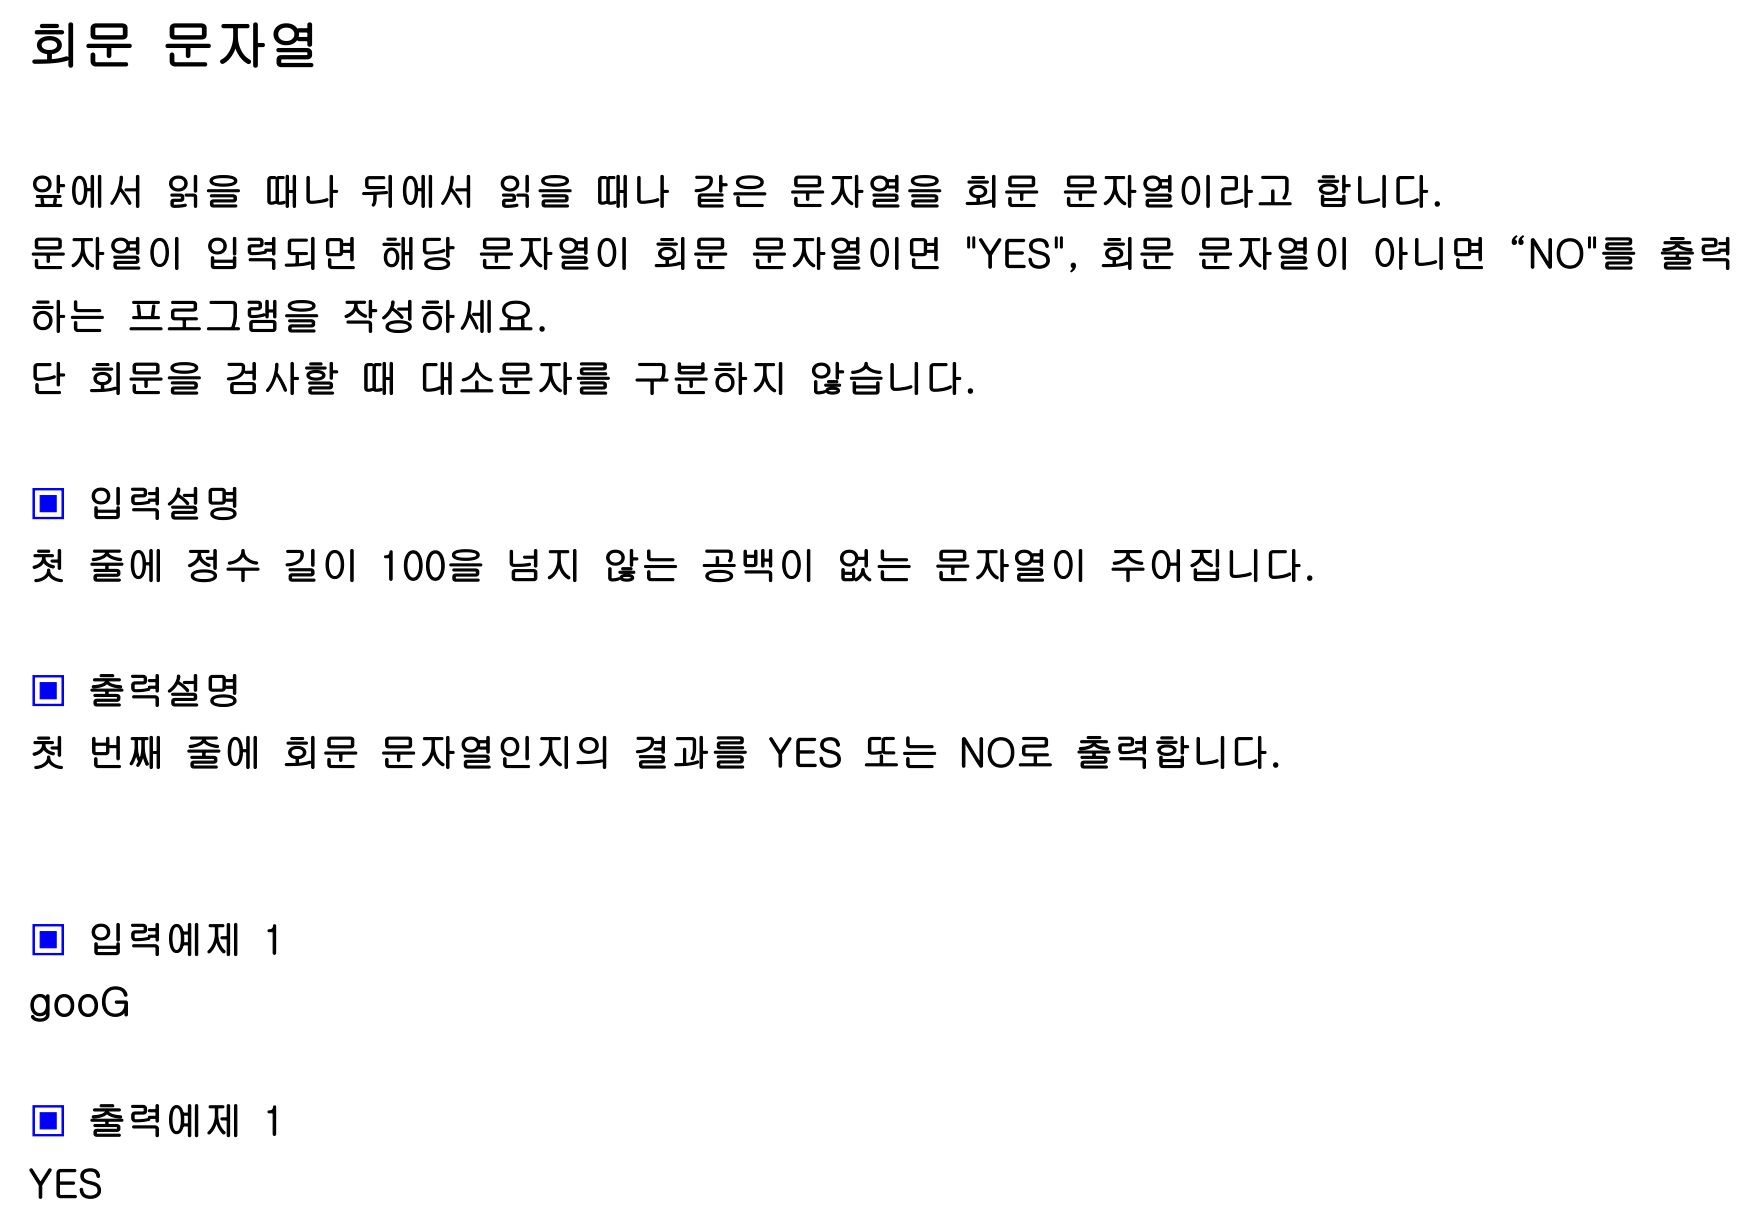 회문 문자열
앞에서 읽을 때나 뒤에서 읽을 때나 같은 문자열을 회문 문자열이라고 합니다.
문자열이 입력되면 해당 문자열이 회문 문자열이면 "YES", 회문 문자열이 아니면 “NO"를 출력
하는 프로그램을 작성하세요.
단 회문을 검사할 때 대소문자를 구분하지 않습니다.
▣ 입력설명
첫 줄에 정수 길이 100을 넘지 않는 공백이 없는 문자열이 주어집니다.
▣ 출력설명
첫 번째 줄에 회문 문자열인지의 결과를 YES 또는 NO로 출력합니다.
▣ 입력예제 1
gooG
▣ 출력예제 1
YES